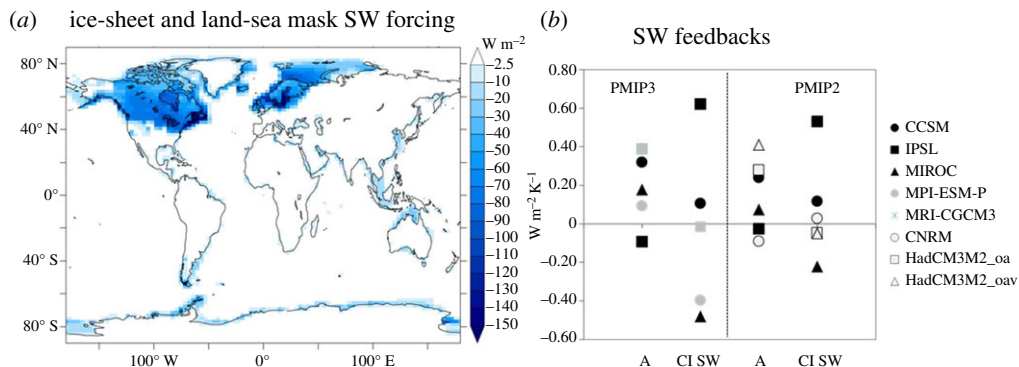 (a) ice-sheet and land-sea mask SW forcing
W m⁻²
80° N
40° N
0°
40° S
80° S
100° W 0° 100° E
–2.5
–10
–20
–30
–40
–50
–60
–70
–80
–90
–100
–110
–120
–130
–140
–150
(b) SW feedbacks
W m⁻² K⁻¹
0.80
0.60
0.40
0.20
0
–0.20
–0.40
–0.60
PMIP3 PMIP2
A CI SW A CI SW
CCSM
IPSL
MIROC
MPI-ESM-P
MRI-CGCM3
CNRM
HadCM3M2_oa
HadCM3M2_oav